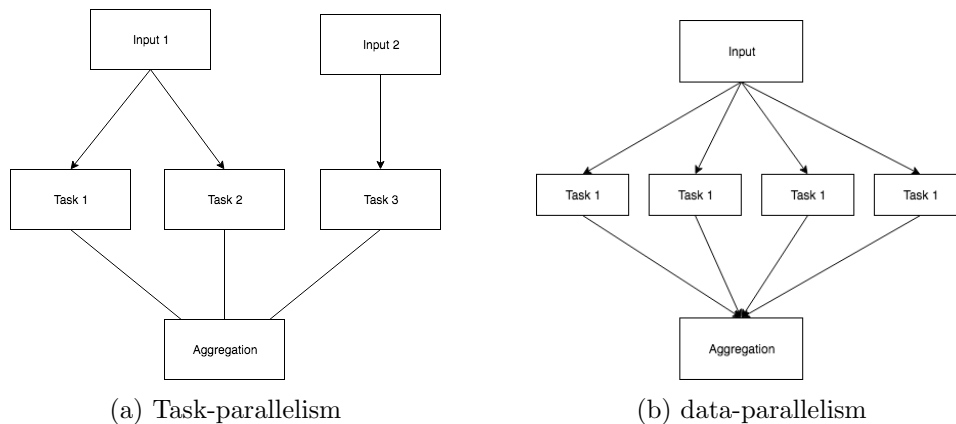 Input 1
Input 2
Task 1
Task 2
Task 3
Aggregation
(a) Task-parallelism
Input
Task 1
Task 1
Task 1
Task 1
Aggregation
(b) data-parallelism